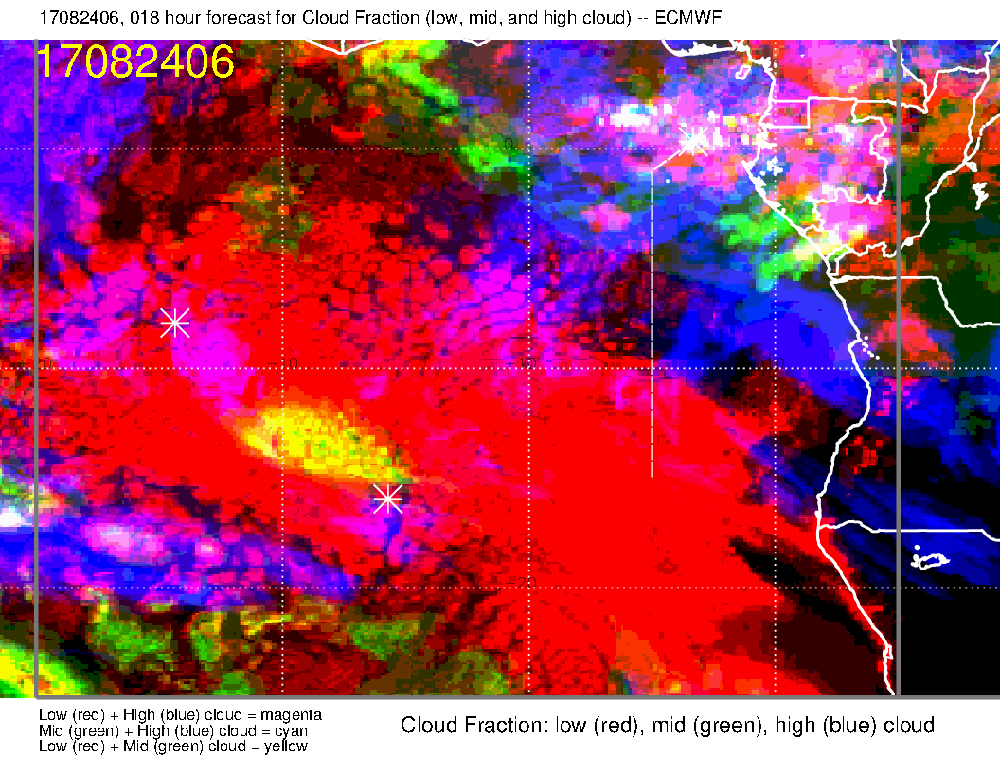 17082406, 018 hour forecast for Cloud Fraction (low, mid, and high cloud) -- ECMWF
17082406
Low (red) + High (blue) cloud = magenta
Mid (green) + High (blue) cloud = cyan
Low (red) + Mid (green) cloud = yellow
Cloud Fraction: low (red), mid (green), high (blue) cloud